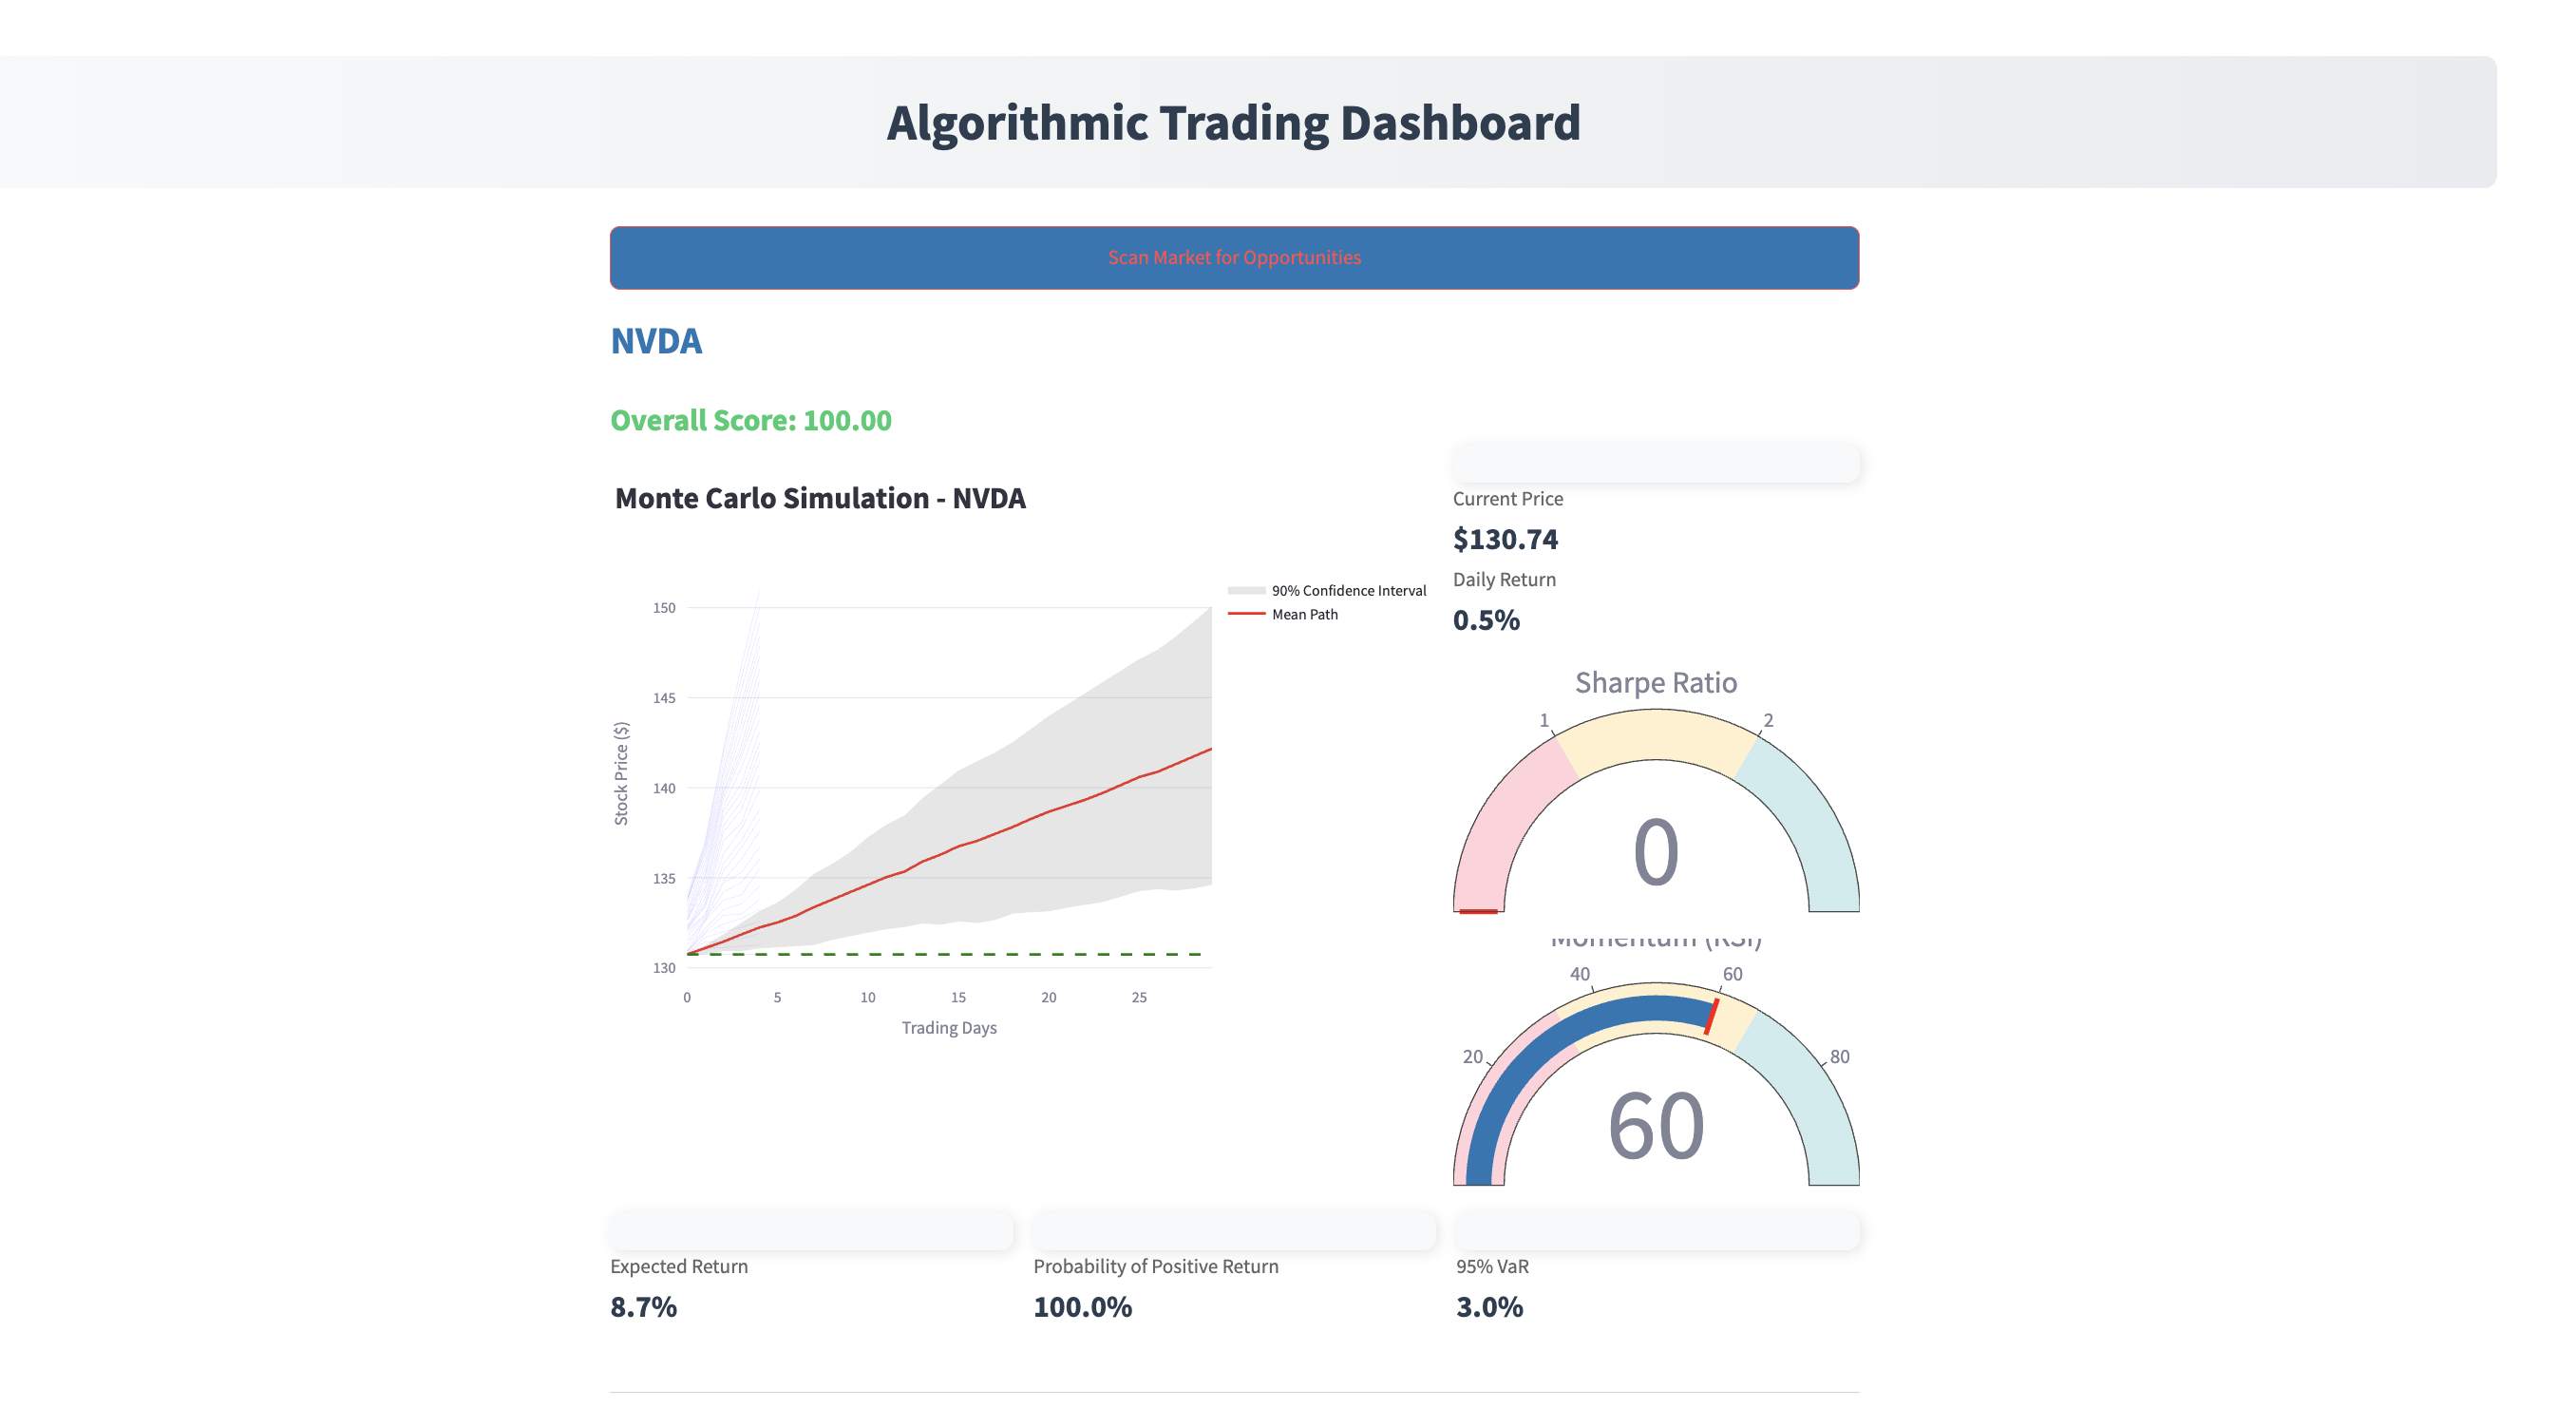 Algorithmic Trading Dashboard
Scan Market for Opportunities
NVDA
Overall Score: 100.00
Monte Carlo Simulation - NVDA
90% Confidence Interval
Mean Path
150
145
140
135
130
Stock Price ($)
0 5 10 15 20 25
Trading Days
Current Price
$130.74
Daily Return
0.5%
Sharpe Ratio
1 2
0
Momentum (RSI)
40 60
20 80
60
Expected Return
8.7%
Probability of Positive Return
100.0%
95% VaR
3.0%